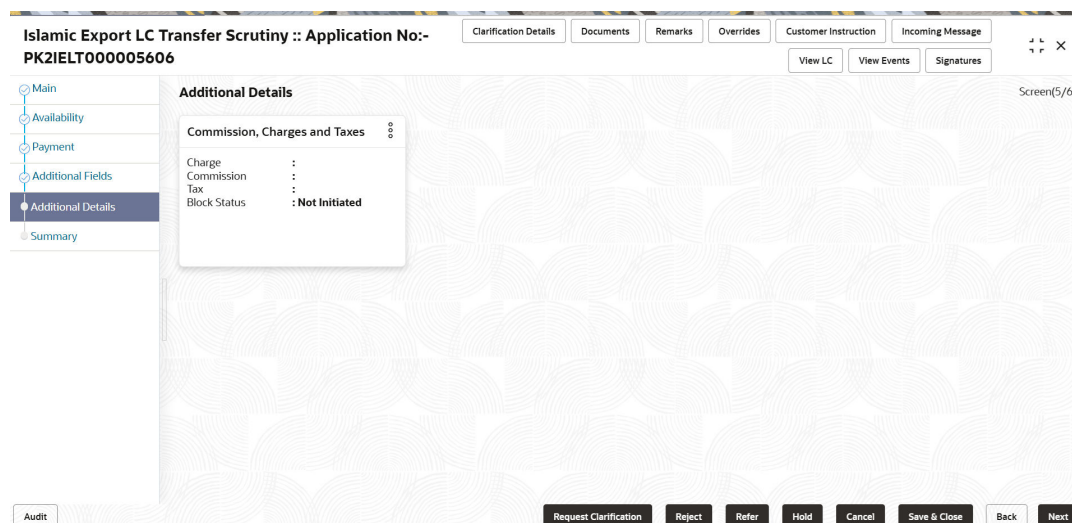 Islamic Export LC Transfer Scrutiny :: Application No:-
PK2IELT000005606
Clarification Details
Documents
Remarks
Overrides
Customer Instruction
Incoming Message
View LC
View Events
Signatures
Main
Availability
Payment
Additional Fields
Additional Details
Summary
Additional Details
Screen(5/6
Commission, Charges and Taxes
Charge :
Commission :
Tax :
Block Status : Not Initiated
Audit
Request Clarification
Reject
Refer
Hold
Cancel
Save & Close
Back
Next